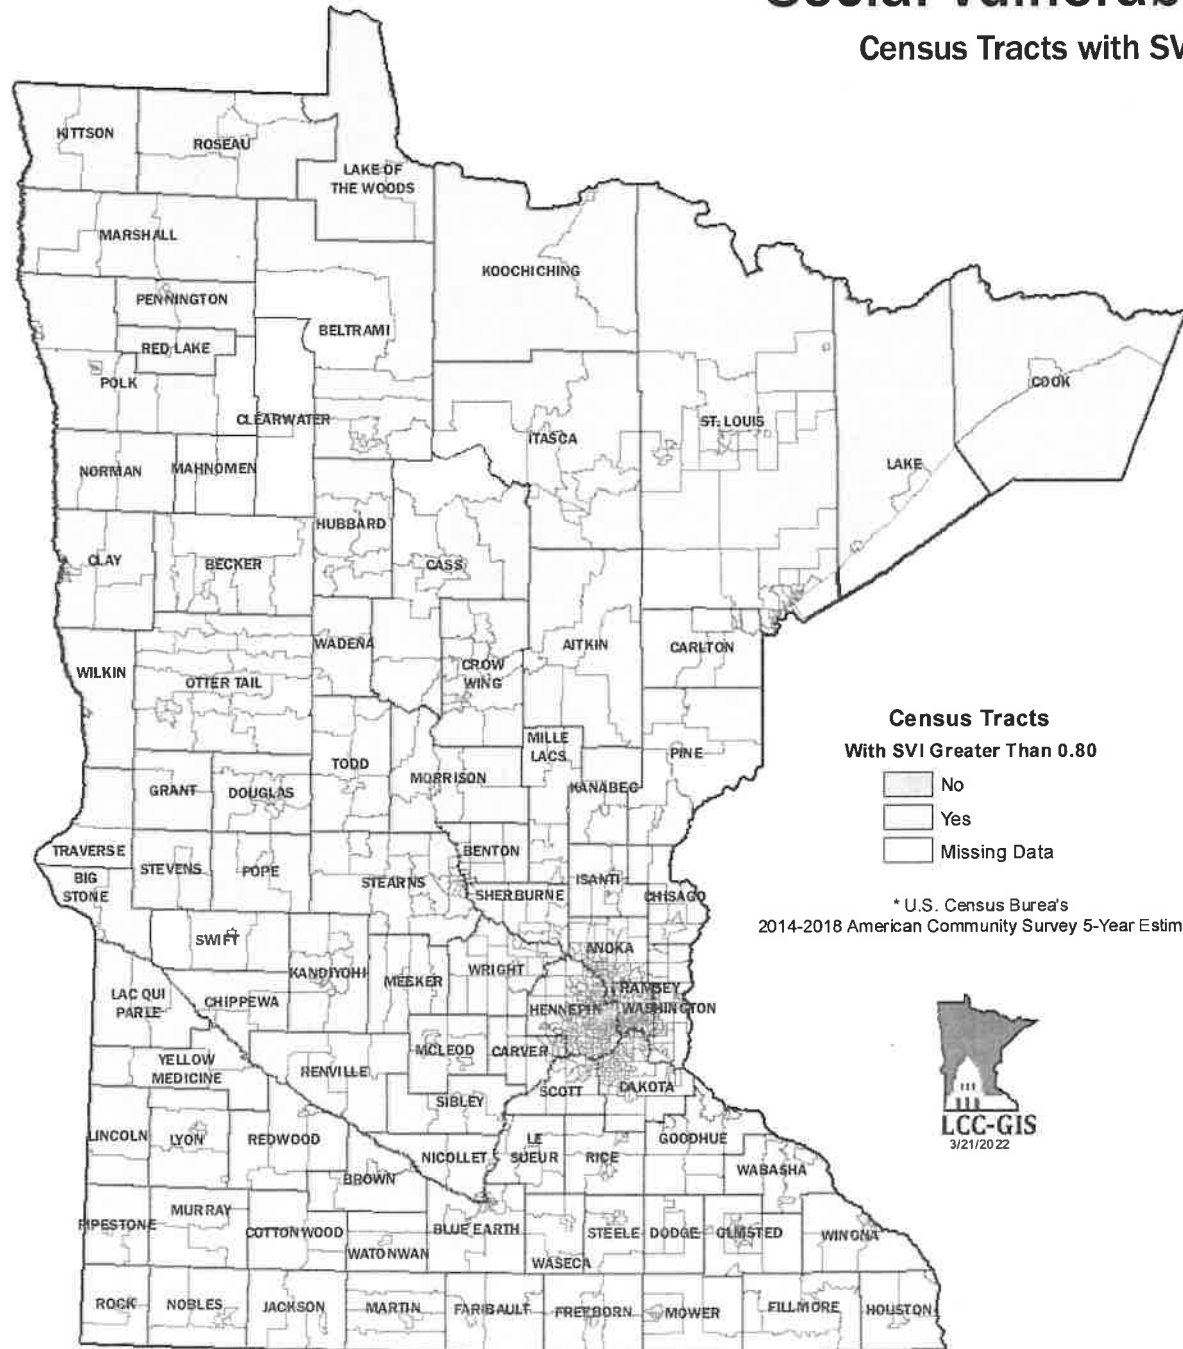 Social Vulnerab
Census Tracts with SV
KITTSON
ROSEAU
LAKE OF
THE WOODS
MARSHALL
KOOCHICHING
PENNINGTON
BELTRAMI
RED LAKE
POLK
COOK
CLEARWATER
ST. LOUIS
ITASCA
LAKE
NORMAN
MAHNOMEN
HUBBARD
CLAY
BECKER
CASS
WADENA
AITKIN
CARLTON
WILKIN
OTTER TAIL
CROW
WING
MILLE
LACS
PINE
TODD
MORRISON
KANABEC
GRANT
DOUGLAS
TRAVERSE
BENTON
BIG
STONE
STEVENS
POPE
STEARNS
ISANTI
SHERBURNE
CHISAGO
SWIFT
ANOKA
KANDIYOHI
MEEKER
WRIGHT
RAMSEY
LAC QUI
PARLE
CHIPPEWA
HENNEPIN
WASHINGTON
MCLEOD
CARVER
YELLOW
MEDICINE
RENVILLE
SCOTT
DAKOTA
SIBLEY
LINCOLN
LYON
REDWOOD
NICOLLET
LE
SUEUR
RICE
GOODHUE
WABASHA
BROWN
PIPESTONE
MURRAY
COTTONWOOD
WATONWAN
BLUE EARTH
WASECA
STEELE
DODGE
OLMSTED
WINONA
ROCK
NOBLES
JACKSON
MARTIN
FARIBAULT
FREEBORN
MOWER
FILLMORE
HOUSTON
Census Tracts
With SVI Greater Than 0.80
No
Yes
Missing Data
* U.S. Census Burea's
2014-2018 American Community Survey 5-Year Estim
LCC-GIS
3/21/2022